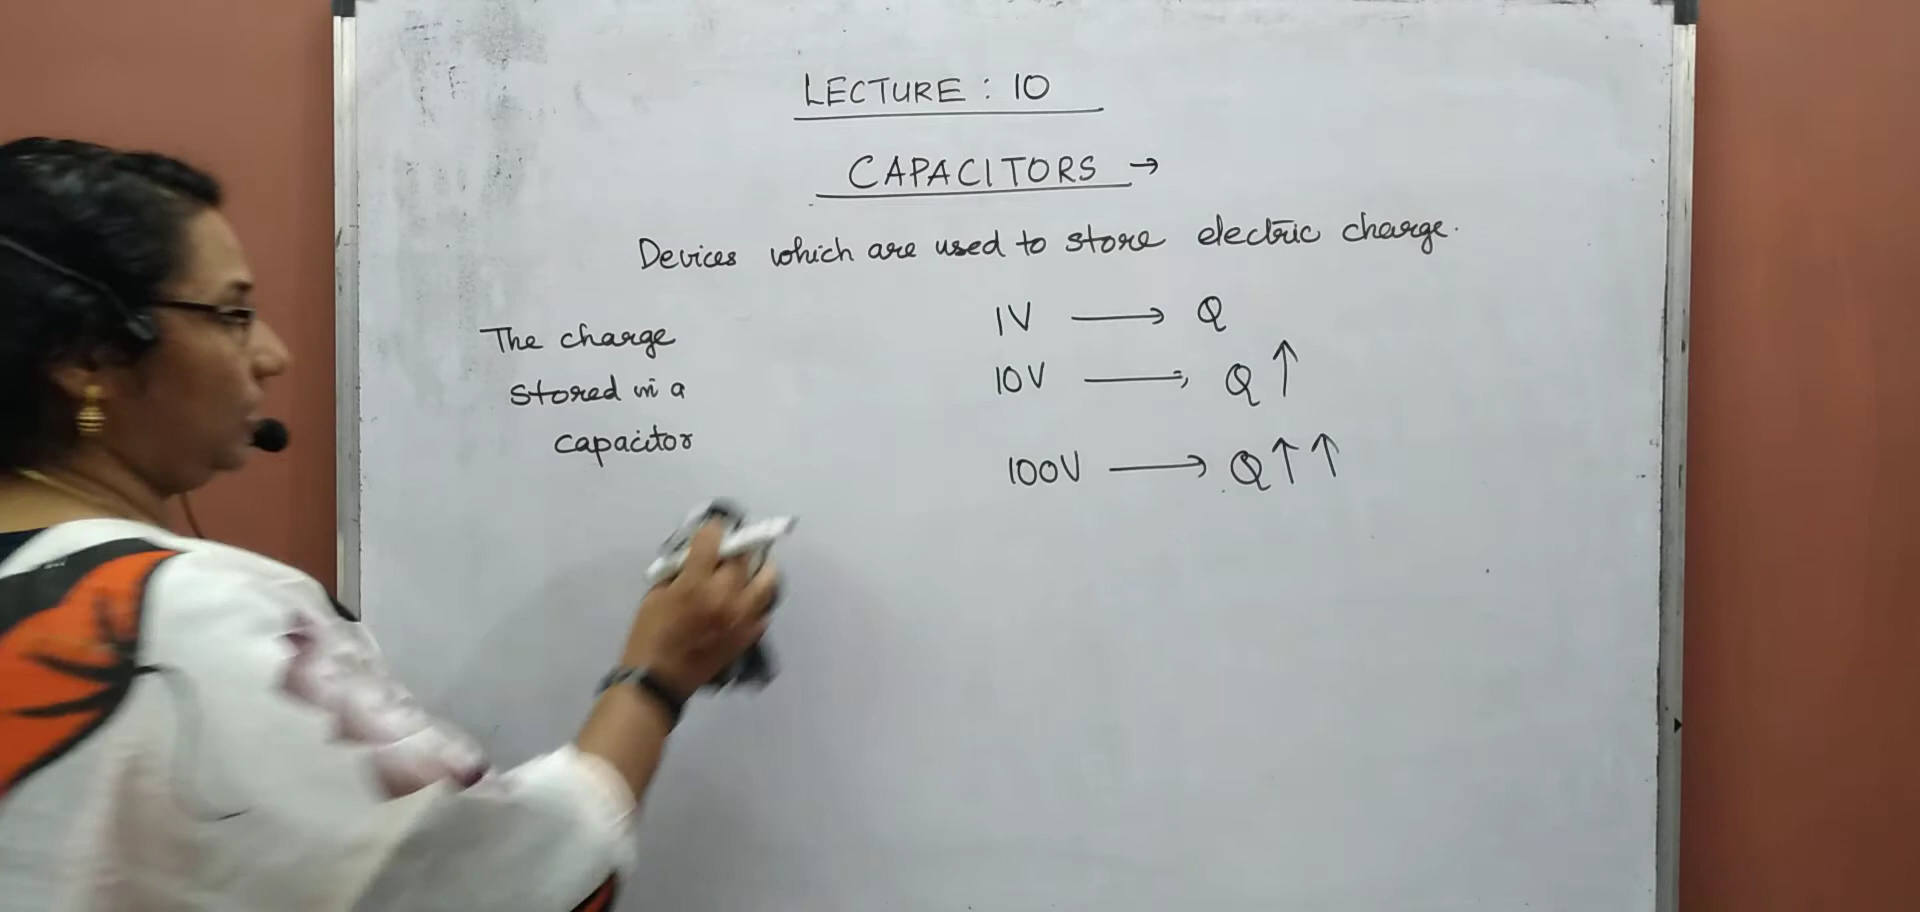 LECTURE : 10
CAPACITORS →
Devices which are used to store electric charge.
The charge
stored in a
capacitor
1V → Q
10V → Q ↑
100V → Q ↑ ↑